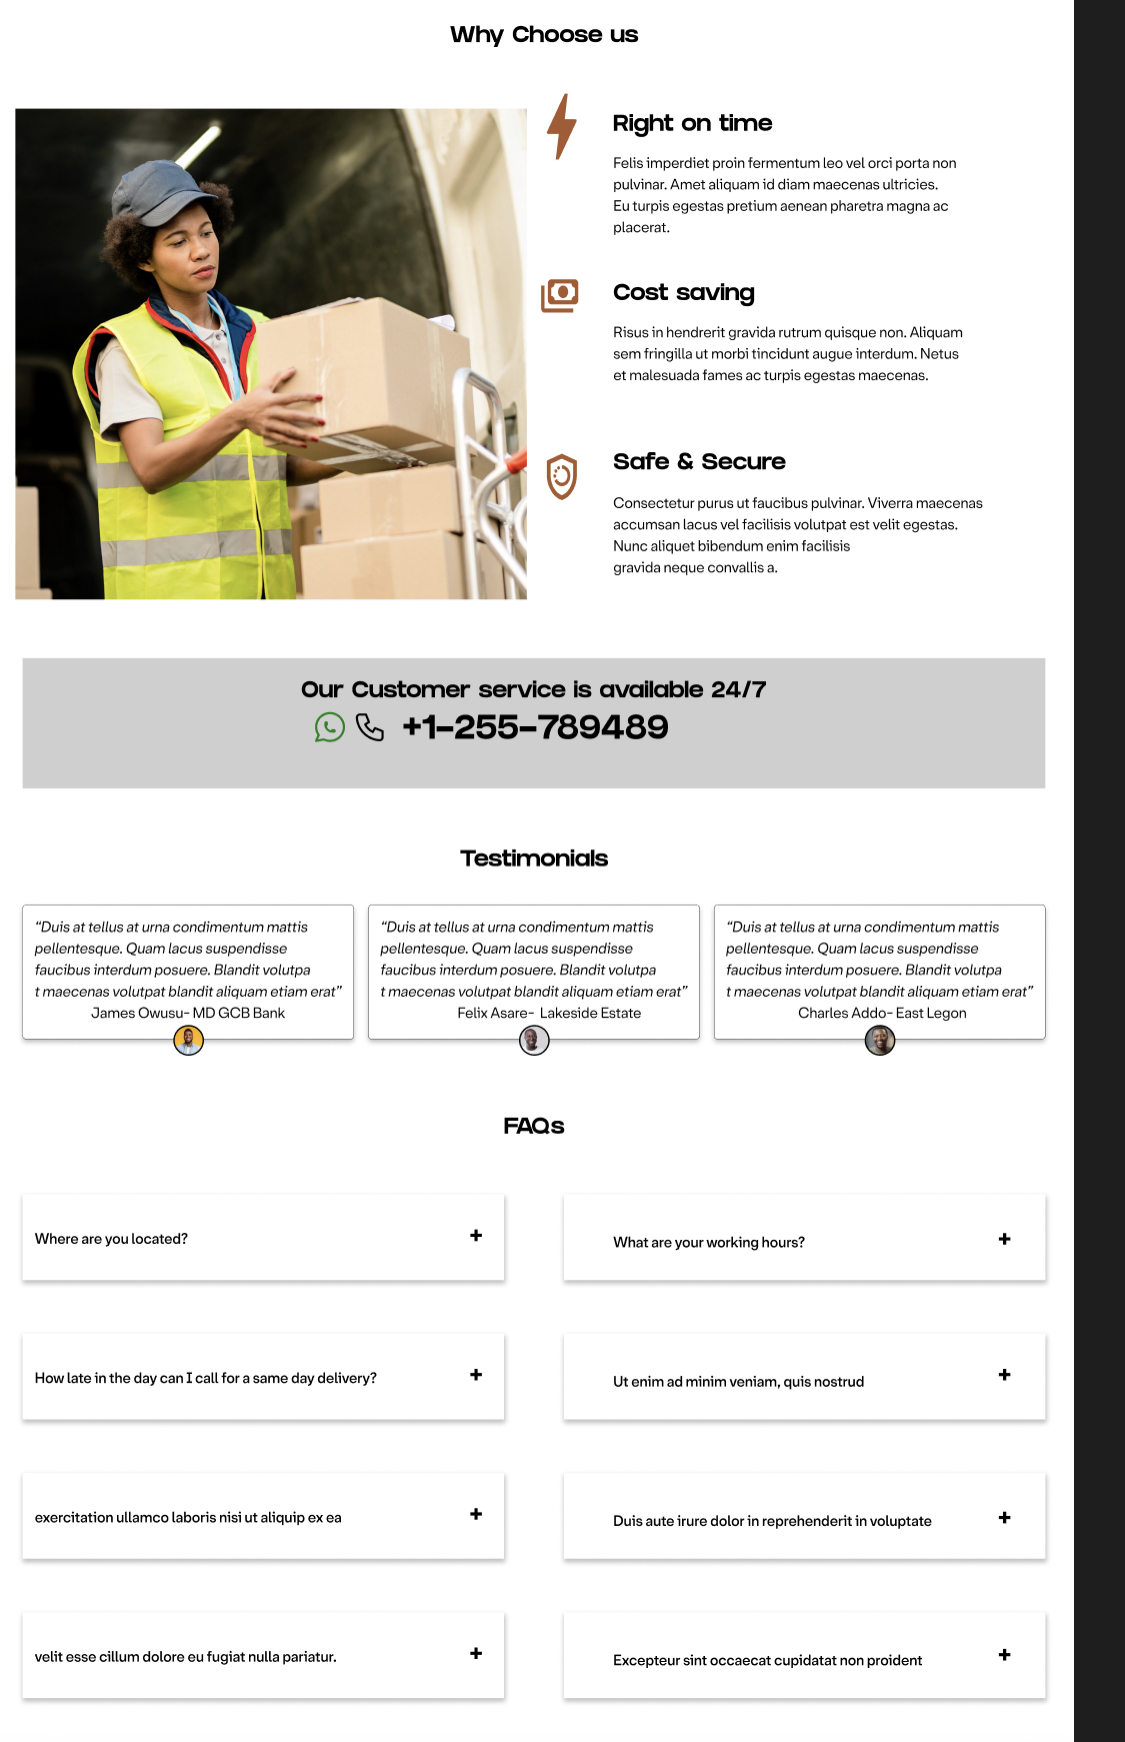 Why Choose us
Right on time
Felis imperdiet proin fermentum leo vel orci porta non
pulvinar. Amet aliquam id diam maecenas ultricies.
Eu turpis egestas pretium aenean pharetra magna ac
placerat.
Cost saving
Risus in hendrerit gravida rutrum quisque non. Aliquam
sem fringilla ut morbi tincidunt augue interdum. Netus
et malesuada fames ac turpis egestas maecenas.
Safe & Secure
Consectetur purus ut faucibus pulvinar. Viverra maecenas
accumsan lacus vel facilisis volutpat est velit egestas.
Nunc aliquet bibendum enim facilisis
gravida neque convallis a.
Our Customer service is available 24/7
+1-255-789489
Testimonials
“Duis at tellus at urna condimentum mattis
pellentesque. Quam lacus suspendisse
faucibus interdum posuere. Blandit volutpa
t maecenas volutpat blandit aliquam etiam erat”
James Owusu- MD GCB Bank
“Duis at tellus at urna condimentum mattis
pellentesque. Quam lacus suspendisse
faucibus interdum posuere. Blandit volutpa
t maecenas volutpat blandit aliquam etiam erat”
Felix Asare- Lakeside Estate
“Duis at tellus at urna condimentum mattis
pellentesque. Quam lacus suspendisse
faucibus interdum posuere. Blandit volutpa
t maecenas volutpat blandit aliquam etiam erat”
Charles Addo- East Legon
FAQs
Where are you located? +
What are your working hours? +
How late in the day can I call for a same day delivery? +
Ut enim ad minim veniam, quis nostrud +
exercitation ullamco laboris nisi ut aliquip ex ea +
Duis aute irure dolor in reprehenderit in voluptate +
velit esse cillum dolore eu fugiat nulla pariatur. +
Excepteur sint occaecat cupidatat non proident +